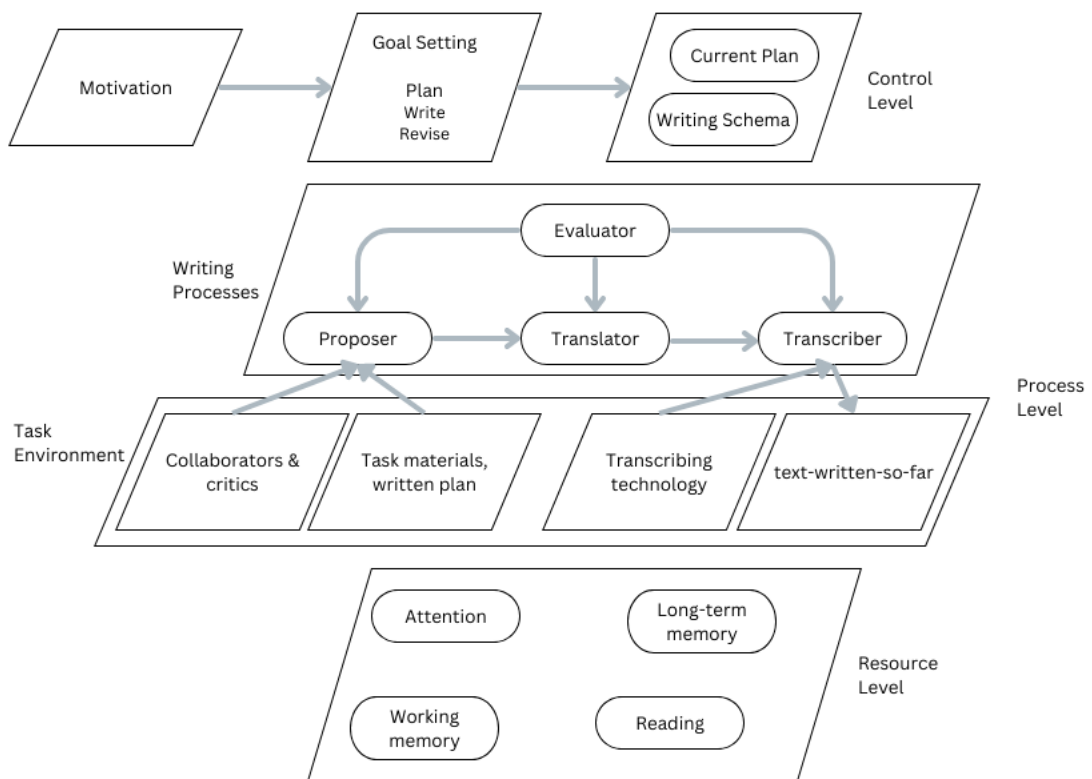 Motivation
Goal Setting
Plan
Write
Revise
Current Plan
Writing Schema
Control
Level
Writing
Processes
Evaluator
Proposer
Translator
Transcriber
Process
Level
Task
Environment
Collaborators &
critics
Task materials,
written plan
Transcribing
technology
text-written-so-far
Attention
Long-term
memory
Working
memory
Reading
Resource
Level